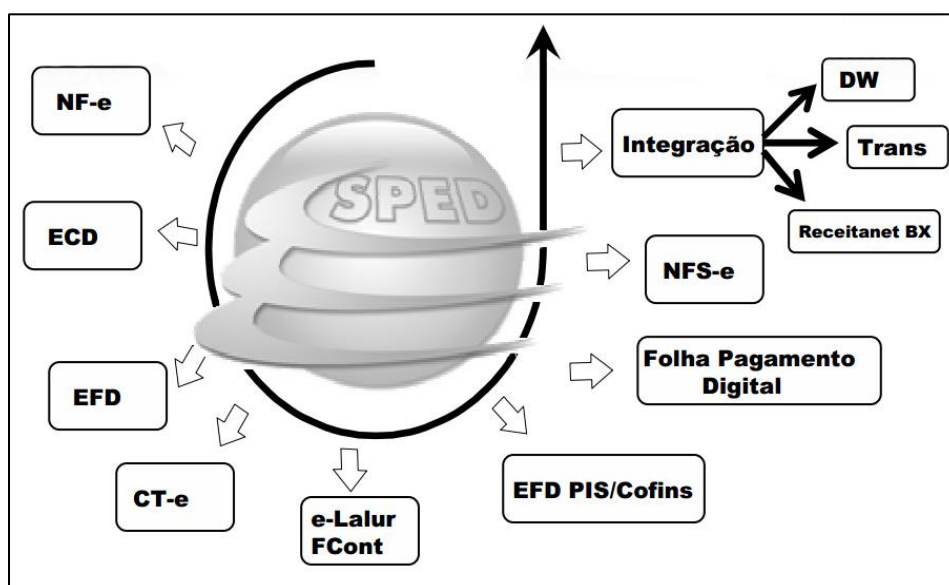 NF-e
ECD
EFD
CT-e
e-Lalur
FCont
EFD PIS/Cofins
Folha Pagamento
Digital
NFS-e
Integração
DW
Trans
Receitanet BX
SPED